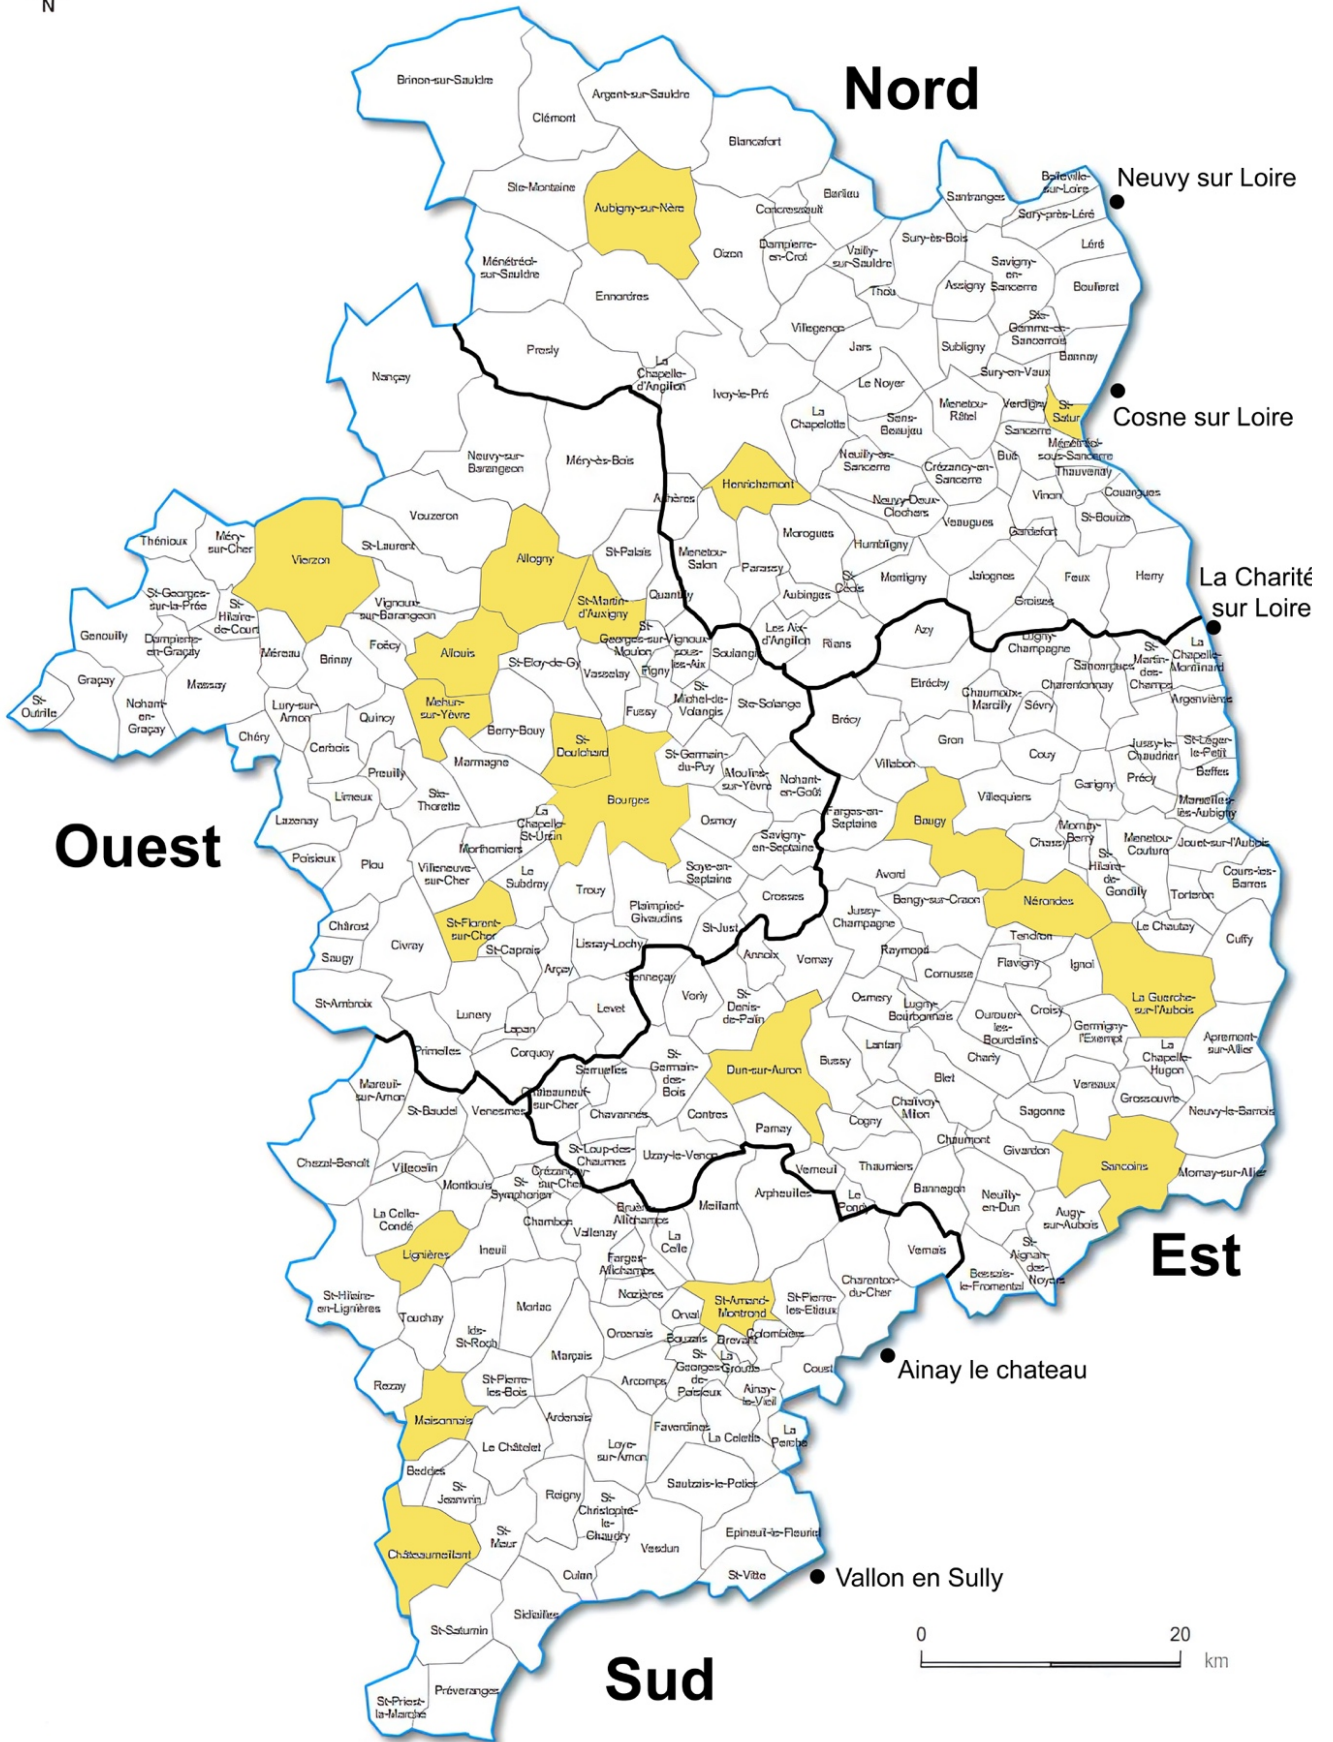 N
Nord
Brinon-sur-Sauldre
Clémont
Argent-sur-Sauldre
Blancafort
Ste-Montaine
Aubigny-sur-Nère
Concressault
Barlieu
Santranges
Belleville-
sur-Loire
Neuvy sur Loire
Sury-près-Léré
Ménétréol-
sur-Sauldre
Oizon
Dampierre-
en-Crot
Vailly-
sur-Sauldre
Sury-ès-Bois
Savigny-
en-
Sancerre
Léré
Ennordres
Thou
Assigny
Boulleret
Presly
La
Chapelle-
d'Angillon
Villegenon
Jars
Subligny
Ste-
Gemme-en-
Sancerrois
Bannay
Sury-en-Vaux
Nançay
Ivoy-le-Pré
Le Noyer
La
Chapelotte
Sens-
Beaujeu
Menetou-
Râtel
Verdigny
St-
Satur
Cosne sur Loire
Sancerre
Ménétréol-
sous-Sancerre
Bué
Thauvenay
Neuvy-sur-
Barangeon
Méry-ès-Bois
Neuilly-en-
Sancerre
Crézancy-en-
Sancerre
Henrichemont
Achères
Vinon
Couargues
Neuvy-Deux-
Clochers
Veaugues
St-Bouize
Gardefort
Vouzeron
Thénioux
Méry-
sur-Cher
Vierzon
St-Laurent
Allogny
St-Palais
Menetou-
Salon
Parassy
Morogues
Humbligny
Montigny
Jalognes
Feux
Herry
La Charité
sur Loire
St-Georges-
sur-la-Prée
St-
Hilaire-
de-Court
Vignoux-
sur-Barangeon
St-Martin-
d'Auxigny
Quantilly
Aubinges
St-
Céols
Groises
Genouilly
Dampierre-
en-Graçay
Méreau
Brinay
Foëcy
Allouis
St-Eloy-de-Gy
St-
Georges-sur-
Moulon
Vignoux-
sous-
les-Aix
Soulangis
Les Aix-
d'Angillon
Rians
Azy
Lugny-
Champagne
Sancergues
St-
Martin-
des-
Champs
La
Chapelle-
Montlinard
Graçay
Massay
Vasselay
Pigny
St-
Outrille
Nohant-
en-
Graçay
Lury-sur-
Arnon
Quincy
Mehun-
sur-Yèvre
Berry-Bouy
St-
Doulchard
Fussy
St-
Michel-de-
Volangis
Ste-Solange
Brécy
Etréchy
Chaumoux-
Marcilly
Sévry
Charentonnay
Argenvières
Chéry
Cerbois
Preuilly
Marmagne
St-Germain-
du-Puy
Moulins-
sur-Yèvre
Nohant-
en-Goût
Villabon
Gron
Couy
Jussy-le-
Chaudrier
St-Léger-
le-Petit
Garigny
Précy
Beffes
Limeux
Ste-
Thorette
Bourges
Villequiers
Marseilles-
lès-Aubigny
Ouest
Lazenay
La
Chapelle-
St-Ursin
Osmoy
Savigny-
en-Septaine
Farges-en-
Septaine
Baugy
Chassy
Mornay-
Berry
Menetou-
Couture
Jouet-sur-l'Aubois
Morthomiers
Poisieux
Plou
Villeneuve-
sur-Cher
Le
Subdray
Trouy
Soye-en-
Septaine
Avord
St-
Hilaire-
de-
Gondilly
Cours-les-
Barres
Torteron
Crosses
Bengy-sur-Craon
Nérondes
Plaimpied-
Givaudins
St-Just
Jussy-
Champagne
Le Chautay
Cuffy
Chârost
St-Florent-
sur-Cher
St-Caprais
Lissay-Lochy
Tendron
Saugy
Civray
Annoix
Vornay
Raymond
Cornusse
Flavigny
Ignol
Arçay
Senneçay
St-Ambroix
Lunery
Lapan
Levet
Vorly
St-
Denis-
de-Palin
Osmery
Lugny-
Bourbonnais
Ourouer-
les-
Bourdelins
Croisy
La Guerche-
sur-l'Aubois
Germigny-
l'Exempt
Apremont-
sur-Allier
Primelles
Corquoy
Lantan
Charly
La
Chapelle-
Hugon
Serruelles
St-
Germain-
des-
Bois
Dun-sur-Auron
Bussy
Blet
Vereaux
Mareuil-
sur-Arnon
St-Baudel
Venesmes
Châteauneuf-
sur-Cher
Chavannes
Contres
Parnay
Cogny
Chalivoy-
Milon
Sagonne
Grossouvre
Neuvy-le-Barrois
Chaumont
Givardon
Chezal-Benoît
Villecelin
St-Loup-des-
Chaumes
Uzay-le-Venon
Verneuil
Thaumiers
Sancoins
Mornay-sur-Allier
Montlouis
St-
Symphorien
Crézançay-
sur-Cher
Arpheuilles
Le
Pondy
Bannegon
Neuilly-
en-Dun
Augy-
sur-Aubois
La Celle-
Condé
Chambon
Vallenay
Bruère-
Allichamps
Meillant
La
Celle
Est
Lignières
Ineuil
Farges-
Allichamps
Vernais
St-
Aignan-
des-
Noyers
Bessais-
le-Fromental
St-Hilaire-
en-Lignières
Touchay
Morlac
Nozières
Orval
St-Amand-
Montrond
St-Pierre-
les-Etieux
Charenton-
du-Cher
Ids-
St-Roch
Orcenais
Bouzais
Drevant
Colombiers
Marçais
St-
Georges-
de-
Poisieux
La
Groutte
Coust
Ainay le chateau
Rezay
St-Pierre-
les-Bois
Arcomps
Ainay-
le-Vieil
Maisonnais
Ardenais
Faverdines
La Celette
La
Perche
Le Châtelet
Loye-
sur-Arnon
Beddes
St-
Jeanvrin
Reigny
St-
Christophe-
le-
Chaudry
Saulzais-le-Potier
Châteaumeillant
St-
Maur
Vesdun
Epineuil-le-Fleuriel
Culan
St-Vitte
Vallon en Sully
St-Saturnin
Sidiailles
0 20
km
Sud
Préveranges
St-Priest-
la-Marche